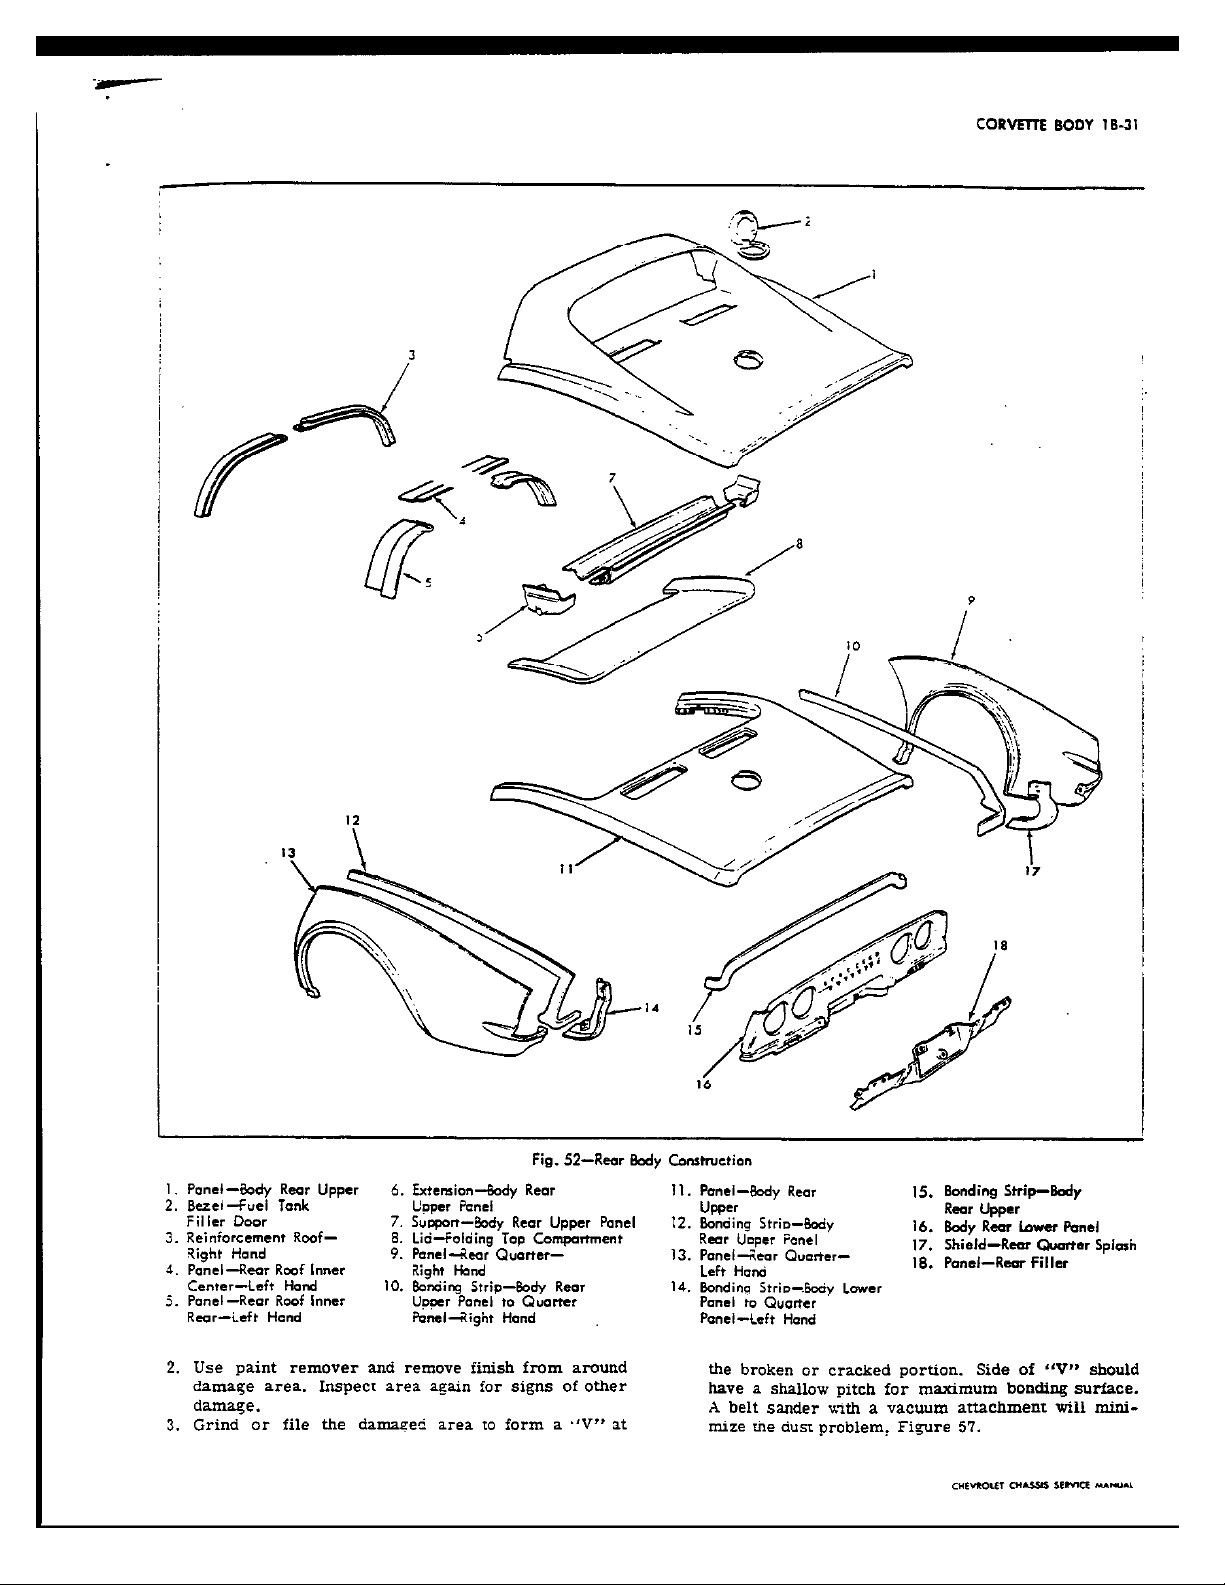 CORVETTE BODY 1B-31
2
1
3
7
4
8
5
9
10
12
13
11
17
18
14
15
16
Fig. 52—Rear Body Construction
1. Panel—Body Rear Upper
2. Bezel—Fuel Tank
Filler Door
3. Reinforcement Roof—
Right Hand
4. Panel—Rear Roof Inner
Center—Left Hand
5. Panel—Rear Roof Inner
Rear—Left Hand
6. Extension—Body Rear
Upper Panel
7. Support—Body Rear Upper Panel
8. Lid—Folding Top Compartment
9. Panel—Rear Quarter—
Right Hand
10. Bonding Strip—Body Rear
Upper Panel to Quarter
Panel—Right Hand
11. Panel—Body Rear
Upper
12. Bonding Strip—Body
Rear Upper Panel
13. Panel—Rear Quarter—
Left Hand
14. Bonding Strip—Body Lower
Panel to Quarter
Panel—Left Hand
15. Bonding Strip—Body
Rear Upper
16. Body Rear Lower Panel
17. Shield—Rear Quarter Splash
18. Panel—Rear Filler
2. Use paint remover and remove finish from around
damage area. Inspect area again for signs of other
damage.
3. Grind or file the damaged area to form a "V" at
the broken or cracked portion. Side of "V" should
have a shallow pitch for maximum bonding surface.
A belt sander with a vacuum attachment will mini-
mize the dust problem, Figure 57.
CHEVROLET CHASSIS SERVICE MANUAL